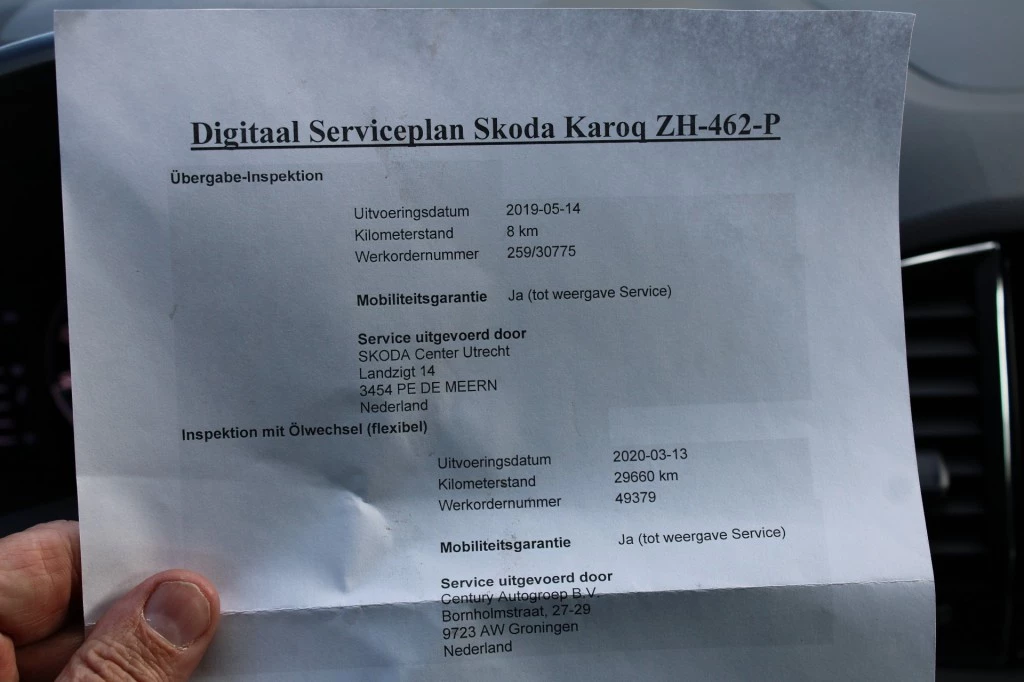 Digitaal Serviceplan Skoda Karoq ZH-462-P
Übergabe-Inspektion
Uitvoeringsdatum 2019-05-14
Kilometerstand 8 km
Werkordernummer 259/30775
Mobiliteitsgarantie Ja (tot weergave Service)
Service uitgevoerd door
SKODA Center Utrecht
Landzigt 14
3454 PE DE MEERN
Nederland
Inspektion mit Ölwechsel (flexibel)
Uitvoeringsdatum 2020-03-13
Kilometerstand 29660 km
Werkordernummer 49379
Mobiliteitsgarantie Ja (tot weergave Service)
Service uitgevoerd door
Century Autogroep B.V.
Bornholmstraat, 27-29
9723 AW Groningen
Nederland